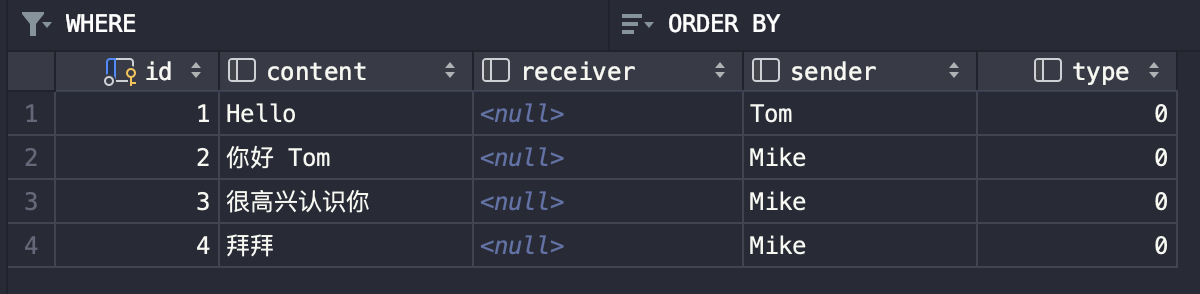 WHERE ORDER BY
id content receiver sender type
1 1 Hello <null> Tom 0
2 2 你好 Tom <null> Mike 0
3 3 很高兴认识你 <null> Mike 0
4 4 拜拜 <null> Mike 0